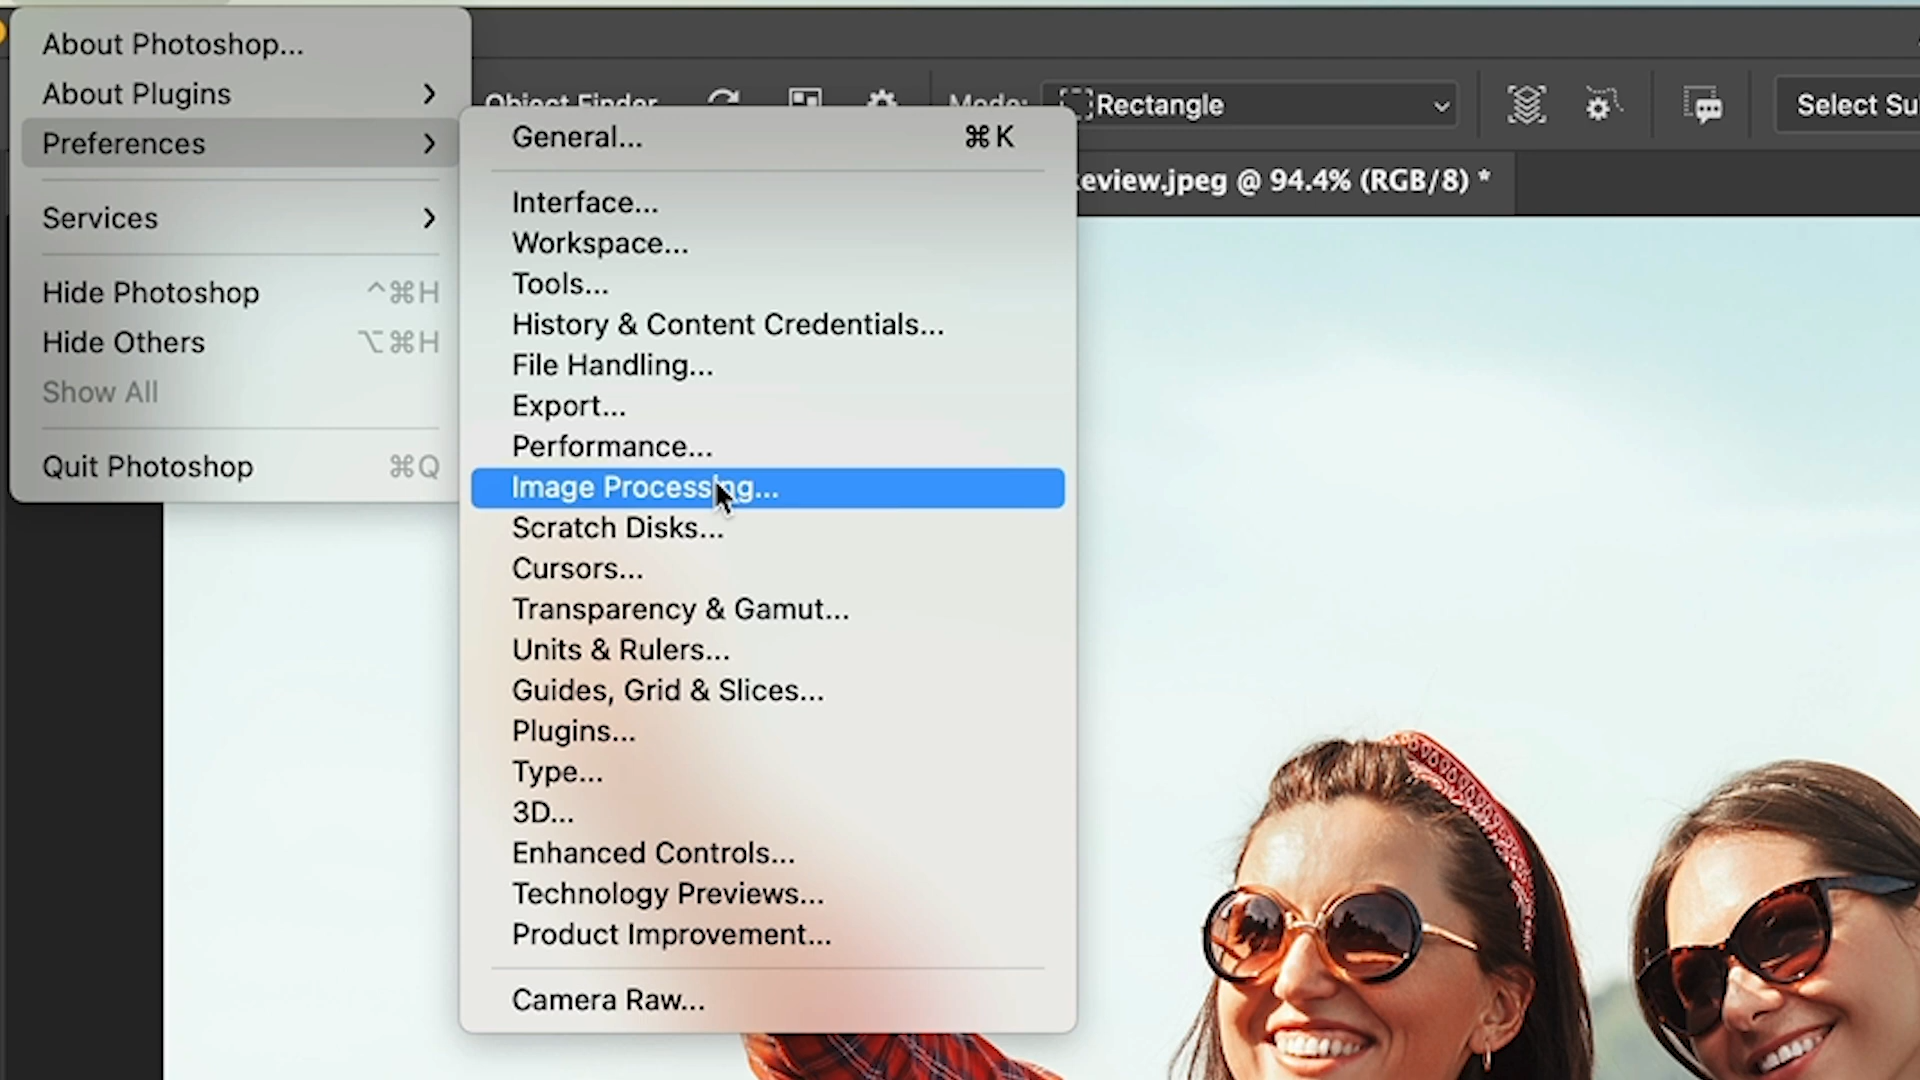 About Photoshop...
About Plugins
Preferences
Services
Hide Photoshop ^⌘H
Hide Others ⌥⌘H
Show All
Quit Photoshop ⌘Q
Object Finder
Mode: Rectangle
Select Su
eview.jpeg @ 94.4% (RGB/8) *
General... ⌘K
Interface...
Workspace...
Tools...
History & Content Credentials...
File Handling...
Export...
Performance...
Image Processing...
Scratch Disks...
Cursors...
Transparency & Gamut...
Units & Rulers...
Guides, Grid & Slices...
Plugins...
Type...
3D...
Enhanced Controls...
Technology Previews...
Product Improvement...
Camera Raw...